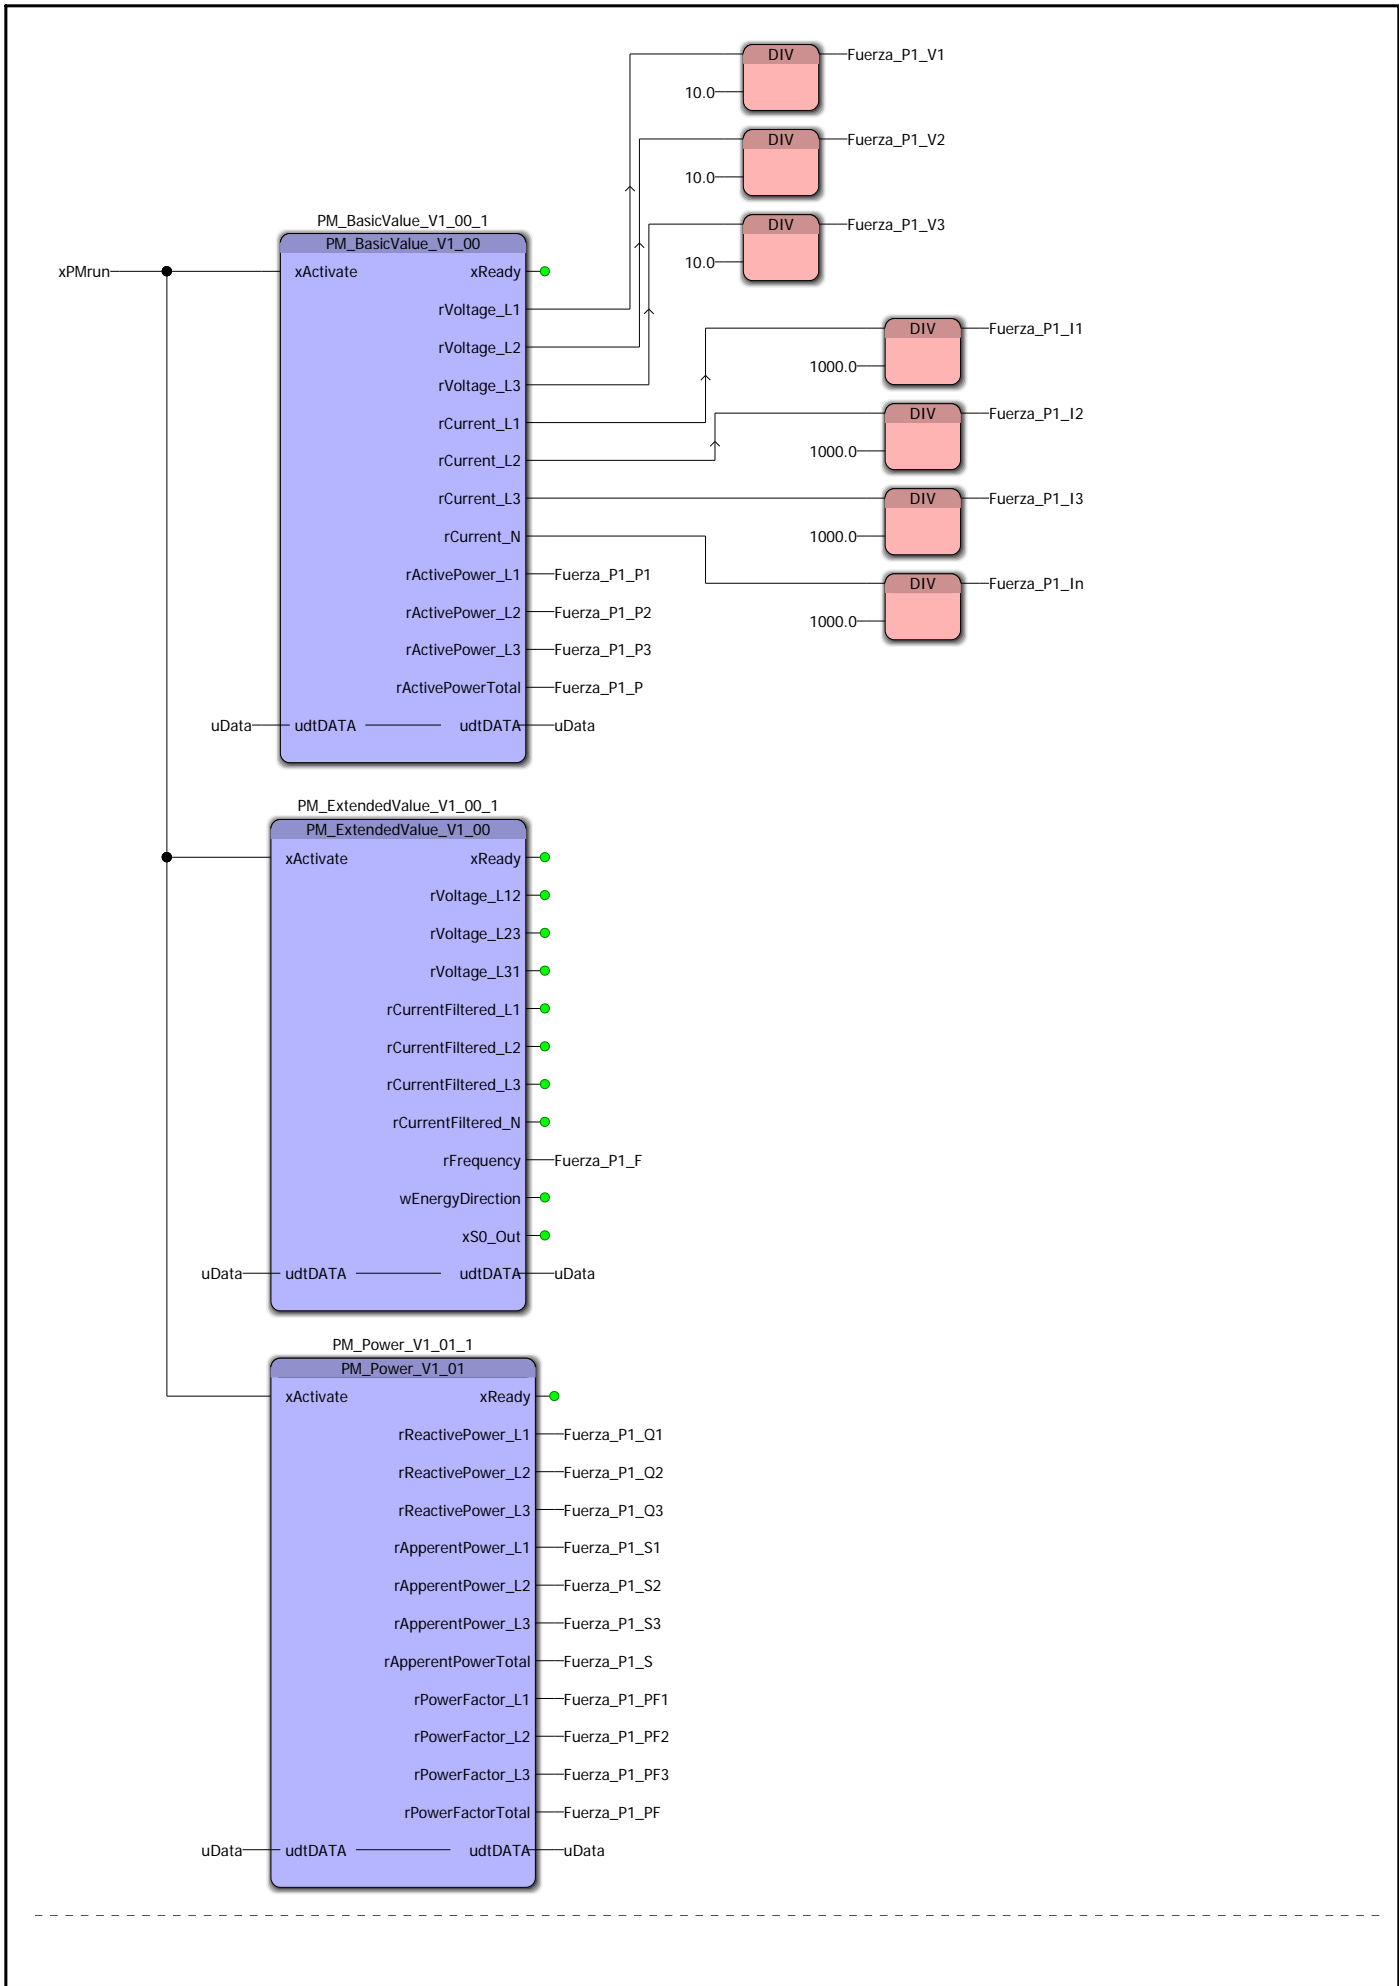 DIV Fuerza_P1_V1
10.0
DIV Fuerza_P1_V2
10.0
DIV Fuerza_P1_V3
10.0
PM_BasicValue_V1_00_1
PM_BasicValue_V1_00
xPMrun xActivate xReady
rVoltage_L1
DIV Fuerza_P1_I1
rVoltage_L2
1000.0
rVoltage_L3
DIV Fuerza_P1_I2
rCurrent_L1
1000.0
rCurrent_L2
rCurrent_L3 DIV Fuerza_P1_I3
rCurrent_N 1000.0
rActivePower_L1 Fuerza_P1_P1 DIV Fuerza_P1_In
rActivePower_L2 Fuerza_P1_P2 1000.0
rActivePower_L3 Fuerza_P1_P3
rActivePowerTotal Fuerza_P1_P
uData udtDATA udtDATA uData
PM_ExtendedValue_V1_00_1
PM_ExtendedValue_V1_00
xActivate xReady
rVoltage_L12
rVoltage_L23
rVoltage_L31
rCurrentFiltered_L1
rCurrentFiltered_L2
rCurrentFiltered_L3
rCurrentFiltered_N
rFrequency Fuerza_P1_F
wEnergyDirection
xS0_Out
uData udtDATA udtDATA uData
PM_Power_V1_01_1
PM_Power_V1_01
xActivate xReady
rReactivePower_L1 Fuerza_P1_Q1
rReactivePower_L2 Fuerza_P1_Q2
rReactivePower_L3 Fuerza_P1_Q3
rApperentPower_L1 Fuerza_P1_S1
rApperentPower_L2 Fuerza_P1_S2
rApperentPower_L3 Fuerza_P1_S3
rApperentPowerTotal Fuerza_P1_S
rPowerFactor_L1 Fuerza_P1_PF1
rPowerFactor_L2 Fuerza_P1_PF2
rPowerFactor_L3 Fuerza_P1_PF3
rPowerFactorTotal Fuerza_P1_PF
uData udtDATA udtDATA uData